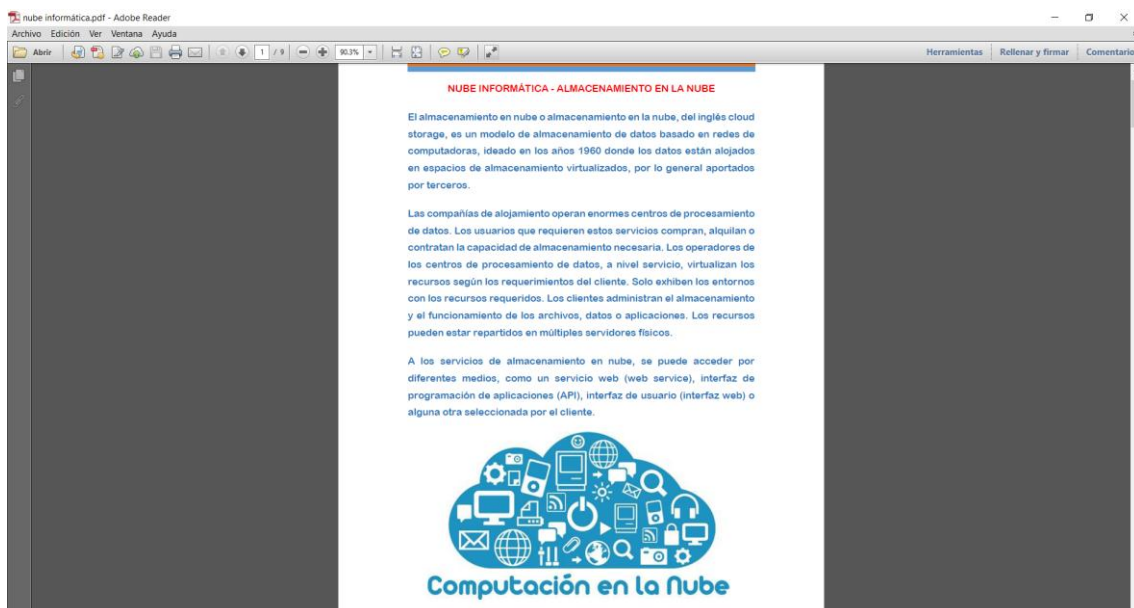 nube informática.pdf - Adobe Reader
Archivo Edición Ver Ventana Ayuda
Abrir 1 / 9 90.3% Herramientas Rellenar y firmar Comentario
NUBE INFORMÁTICA - ALMACENAMIENTO EN LA NUBE
El almacenamiento en nube o almacenamiento en la nube, del inglés cloud
storage, es un modelo de almacenamiento de datos basado en redes de
computadoras, ideado en los años 1960 donde los datos están alojados
en espacios de almacenamiento virtualizados, por lo general aportados
por terceros.
Las compañías de alojamiento operan enormes centros de procesamiento
de datos. Los usuarios que requieren estos servicios compran, alquilan o
contratan la capacidad de almacenamiento necesaria. Los operadores de
los centros de procesamiento de datos, a nivel servicio, virtualizan los
recursos según los requerimientos del cliente. Solo exhiben los entornos
con los recursos requeridos. Los clientes administran el almacenamiento
y el funcionamiento de los archivos, datos o aplicaciones. Los recursos
pueden estar repartidos en múltiples servidores físicos.
A los servicios de almacenamiento en nube, se puede acceder por
diferentes medios, como un servicio web (web service), interfaz de
programación de aplicaciones (API), interfaz de usuario (interfaz web) o
alguna otra seleccionada por el cliente.
Computación en la Nube